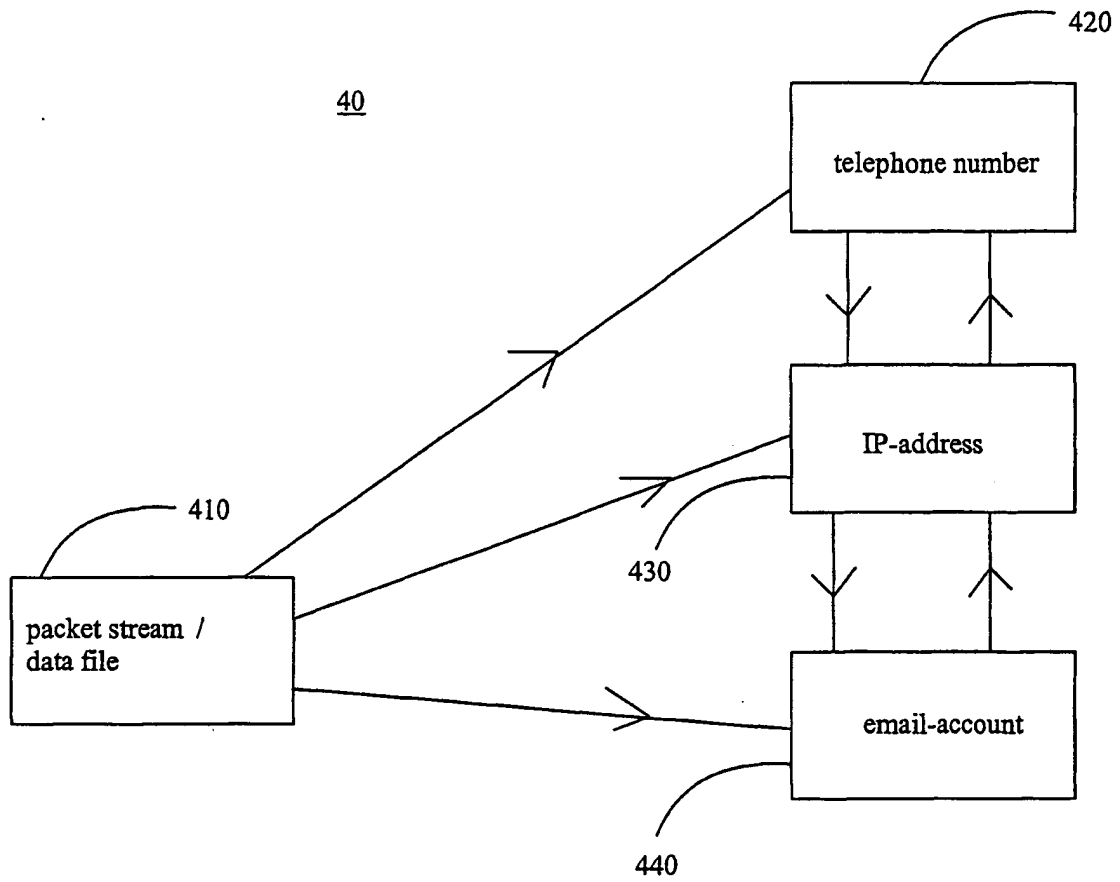 420
40
telephone number
IP-address
410
430
packet stream /
data file
email-account
440